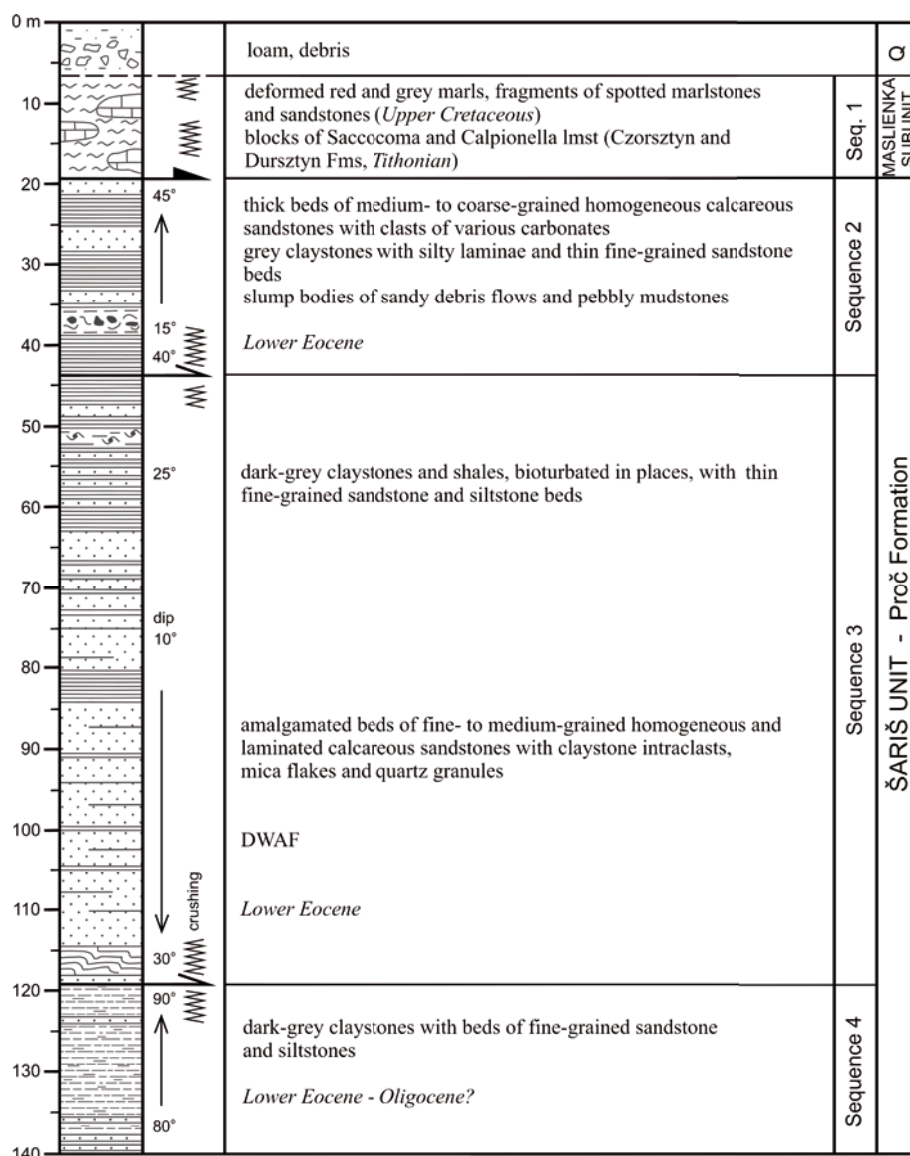 0 m
10
20
30
40
50
60
70
80
90
100
110
120
130
140
45°
15°
40°
25°
dip
10°
crushing
30°
90°
80°
loam, debris
deformed red and grey marls, fragments of spotted marlstones
and sandstones (Upper Cretaceous)
blocks of Saccocoma and Calpionella lmst (Czorsztyn and
Dursztyn Fms, Tithonian)
thick beds of medium- to coarse-grained homogeneous calcareous
sandstones with clasts of various carbonates
grey claystones with silty laminae and thin fine-grained sandstone
beds
slump bodies of sandy debris flows and pebbly mudstones
Lower Eocene
dark-grey claystones and shales, bioturbated in places, with thin
fine-grained sandstone and siltstone beds
amalgamated beds of fine- to medium-grained homogeneous and
laminated calcareous sandstones with claystone intraclasts,
mica flakes and quartz granules
DWAF
Lower Eocene
dark-grey claystones with beds of fine-grained sandstone
and siltstones
Lower Eocene - Oligocene?
Seq. 1
Sequence 2
Sequence 3
Sequence 4
Q
MASLIENKA
SUBUNIT
ŠARIŠ UNIT - Proč Formation